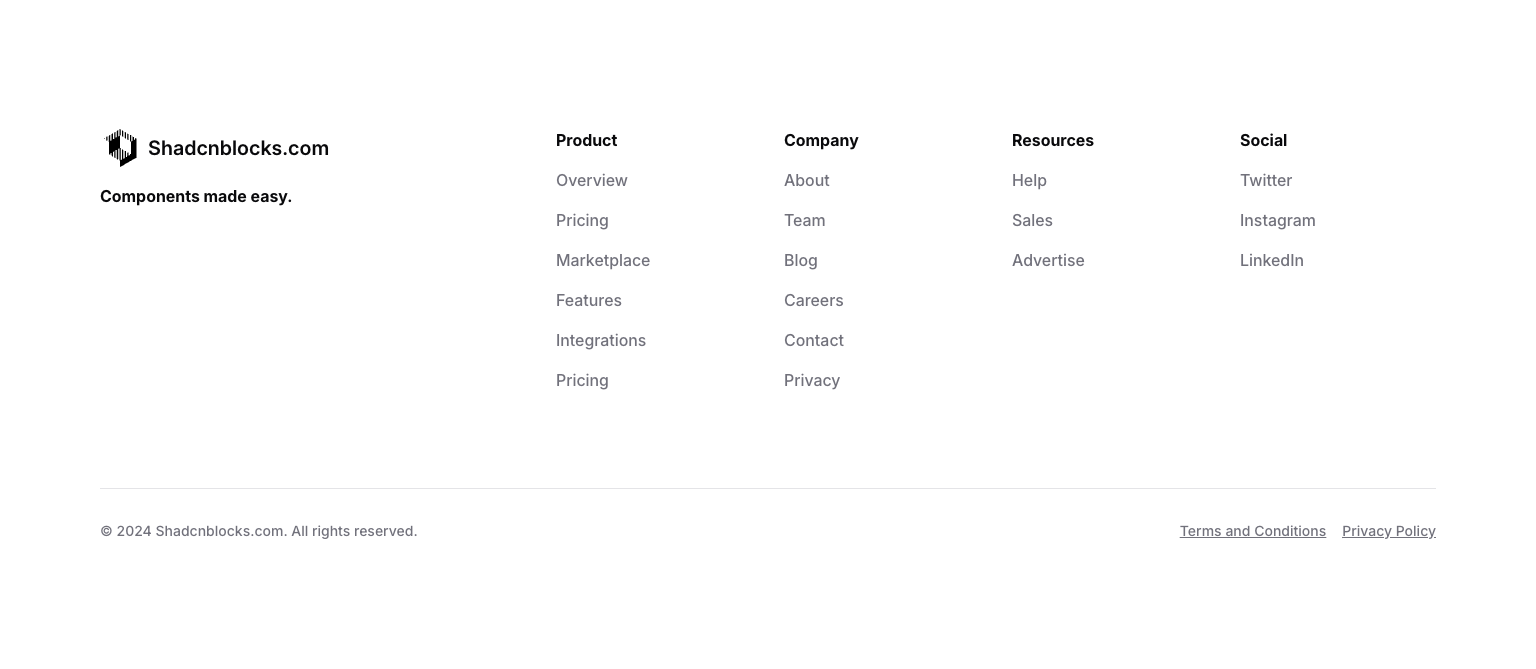 Shadcnblocks.com
Components made easy.
Product
Overview
Pricing
Marketplace
Features
Integrations
Pricing
Company
About
Team
Blog
Careers
Contact
Privacy
Resources
Help
Sales
Advertise
Social
Twitter
Instagram
LinkedIn
© 2024 Shadcnblocks.com. All rights reserved.
Terms and Conditions Privacy Policy